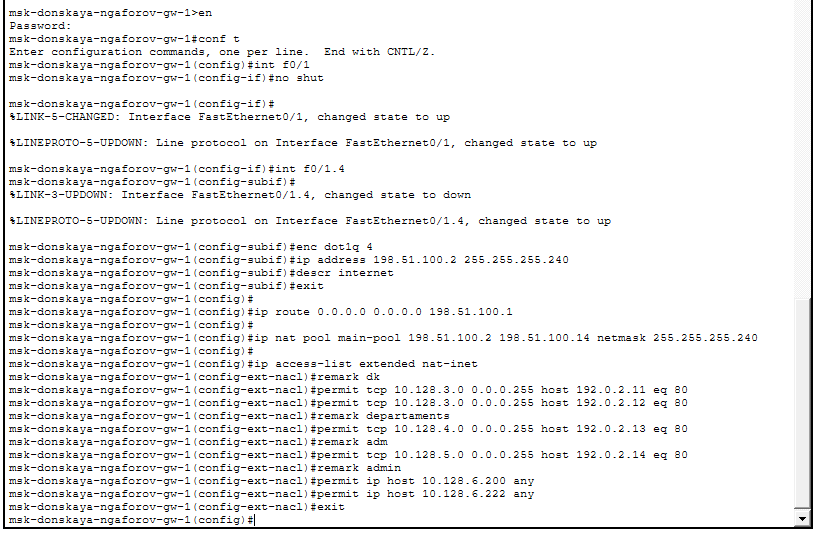 msk-donskaya-ngaforov-gw-1>en
Password:
msk-donskaya-ngaforov-gw-1#conf t
Enter configuration commands, one per line.  End with CNTL/Z.
msk-donskaya-ngaforov-gw-1(config)#int f0/1
msk-donskaya-ngaforov-gw-1(config-if)#no shut
msk-donskaya-ngaforov-gw-1(config-if)#
%LINK-5-CHANGED: Interface FastEthernet0/1, changed state to up
%LINEPROTO-5-UPDOWN: Line protocol on Interface FastEthernet0/1, changed state to up
msk-donskaya-ngaforov-gw-1(config-if)#int f0/1.4
msk-donskaya-ngaforov-gw-1(config-subif)#
%LINK-3-UPDOWN: Interface FastEthernet0/1.4, changed state to down
%LINEPROTO-5-UPDOWN: Line protocol on Interface FastEthernet0/1.4, changed state to up
msk-donskaya-ngaforov-gw-1(config-subif)#enc dot1q 4
msk-donskaya-ngaforov-gw-1(config-subif)#ip address 198.51.100.2 255.255.255.240
msk-donskaya-ngaforov-gw-1(config-subif)#descr internet
msk-donskaya-ngaforov-gw-1(config-subif)#exit
msk-donskaya-ngaforov-gw-1(config)#
msk-donskaya-ngaforov-gw-1(config)#ip route 0.0.0.0 0.0.0.0 198.51.100.1
msk-donskaya-ngaforov-gw-1(config)#
msk-donskaya-ngaforov-gw-1(config)#ip nat pool main-pool 198.51.100.2 198.51.100.14 netmask 255.255.255.240
msk-donskaya-ngaforov-gw-1(config)#
msk-donskaya-ngaforov-gw-1(config)#ip access-list extended nat-inet
msk-donskaya-ngaforov-gw-1(config-ext-nacl)#remark dk
msk-donskaya-ngaforov-gw-1(config-ext-nacl)#permit tcp 10.128.3.0 0.0.0.255 host 192.0.2.11 eq 80
msk-donskaya-ngaforov-gw-1(config-ext-nacl)#permit tcp 10.128.3.0 0.0.0.255 host 192.0.2.12 eq 80
msk-donskaya-ngaforov-gw-1(config-ext-nacl)#remark departaments
msk-donskaya-ngaforov-gw-1(config-ext-nacl)#permit tcp 10.128.4.0 0.0.0.255 host 192.0.2.13 eq 80
msk-donskaya-ngaforov-gw-1(config-ext-nacl)#remark adm
msk-donskaya-ngaforov-gw-1(config-ext-nacl)#permit tcp 10.128.5.0 0.0.0.255 host 192.0.2.14 eq 80
msk-donskaya-ngaforov-gw-1(config-ext-nacl)#remark admin
msk-donskaya-ngaforov-gw-1(config-ext-nacl)#permit ip host 10.128.6.200 any
msk-donskaya-ngaforov-gw-1(config-ext-nacl)#permit ip host 10.128.6.222 any
msk-donskaya-ngaforov-gw-1(config-ext-nacl)#exit
msk-donskaya-ngaforov-gw-1(config)#